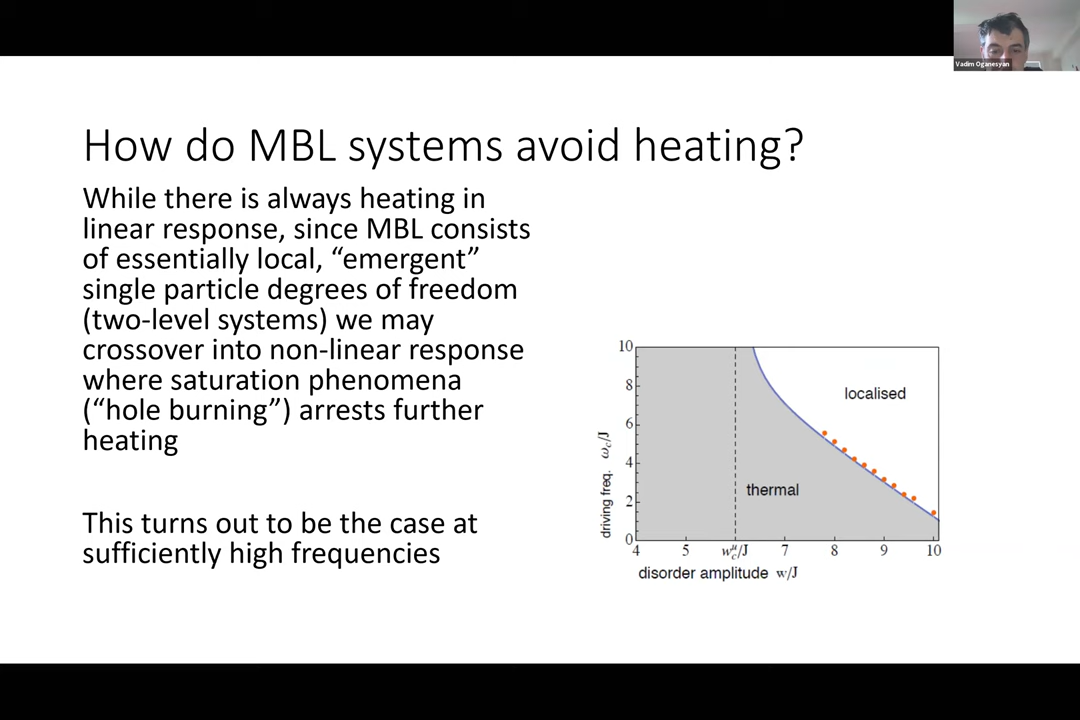 Vadim Oganesyan
How do MBL systems avoid heating?
While there is always heating in
linear response, since MBL consists
of essentially local, “emergent”
single particle degrees of freedom
(two-level systems) we may
crossover into non-linear response
where saturation phenomena
(“hole burning”) arrests further
heating
This turns out to be the case at
sufficiently high frequencies
10
8
6
4
2
0
driving freq. ω_c/J
localised
thermal
4 5 w_c^u/J 7 8 9 10
disorder amplitude w/J